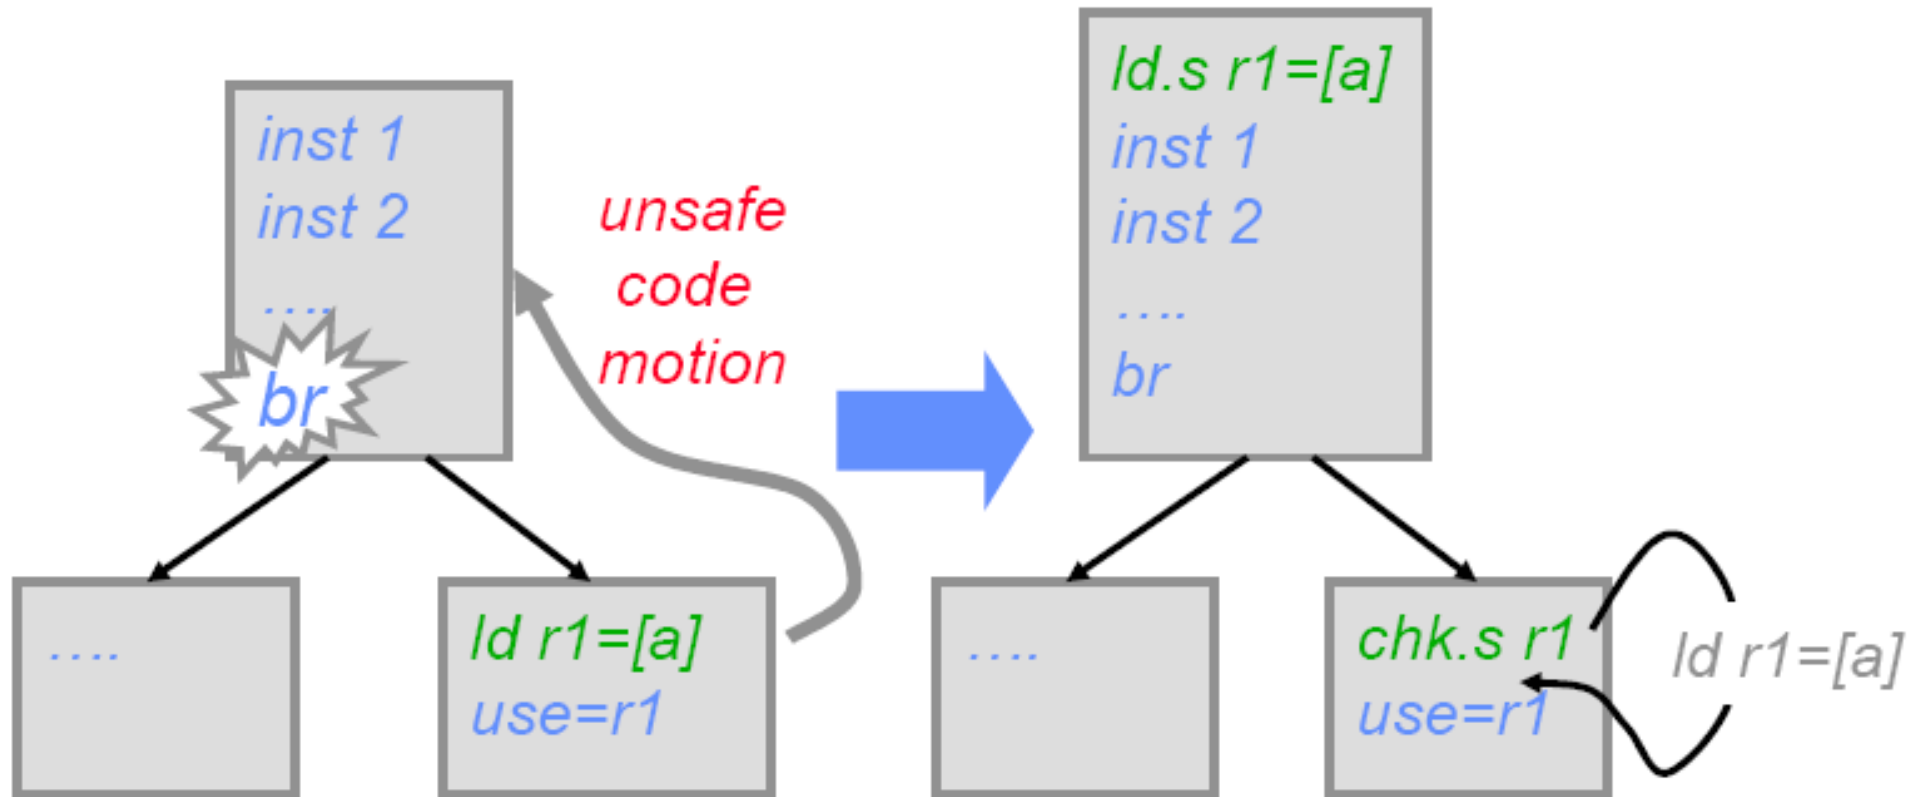 inst 1
inst 2
....
br
unsafe
code
motion
....
ld r1=[a]
use=r1
ld.s r1=[a]
inst 1
inst 2
....
br
....
chk.s r1
use=r1
ld r1=[a]